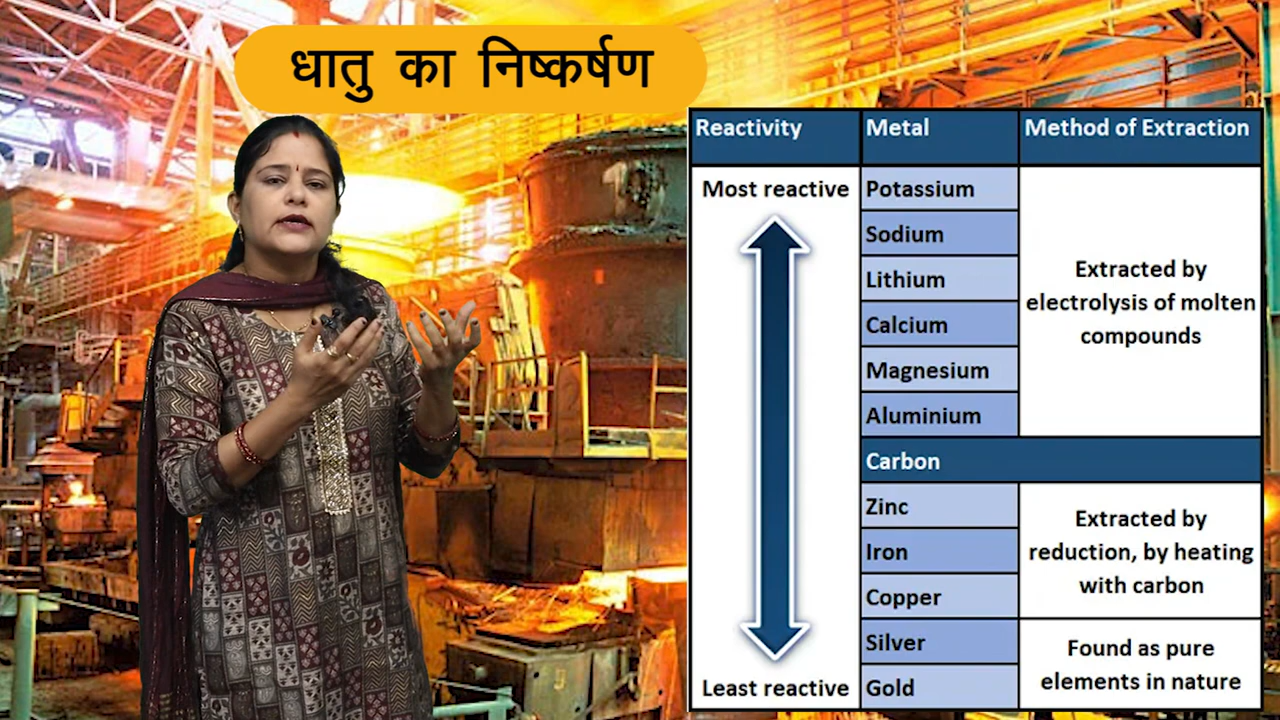 धातु का निष्कर्षण
Reactivity Metal Method of Extraction
Most reactive Potassium
Sodium
Lithium
Calcium
Magnesium
Aluminium
Extracted by
electrolysis of molten
compounds
Carbon
Zinc
Iron
Copper
Extracted by
reduction, by heating
with carbon
Silver
Least reactive Gold
Found as pure
elements in nature